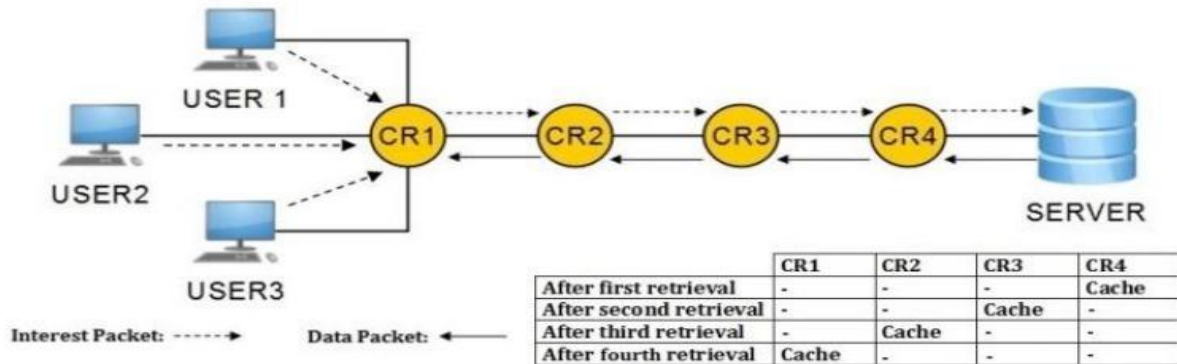 USER 1
CR1 CR2 CR3 CR4
USER2
SERVER
USER3
CR1 CR2 CR3 CR4
After first retrieval - - - Cache
After second retrieval - - Cache -
After third retrieval - Cache - -
After fourth retrieval Cache - - -
Interest Packet: Data Packet: